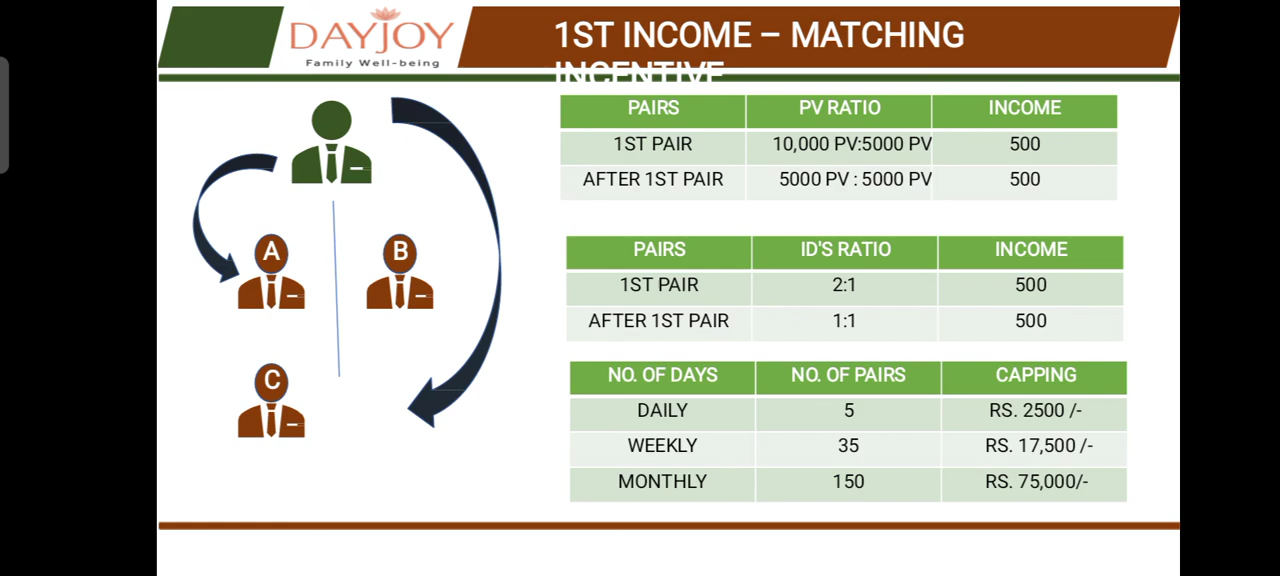 DAYJOY
Family Well-being
1ST INCOME – MATCHING
INCENTIVE
A
B
C
PAIRS PV RATIO INCOME
1ST PAIR 10,000 PV:5000 PV 500
AFTER 1ST PAIR 5000 PV : 5000 PV 500
PAIRS ID'S RATIO INCOME
1ST PAIR 2:1 500
AFTER 1ST PAIR 1:1 500
NO. OF DAYS NO. OF PAIRS CAPPING
DAILY 5 RS. 2500 /-
WEEKLY 35 RS. 17,500 /-
MONTHLY 150 RS. 75,000/-